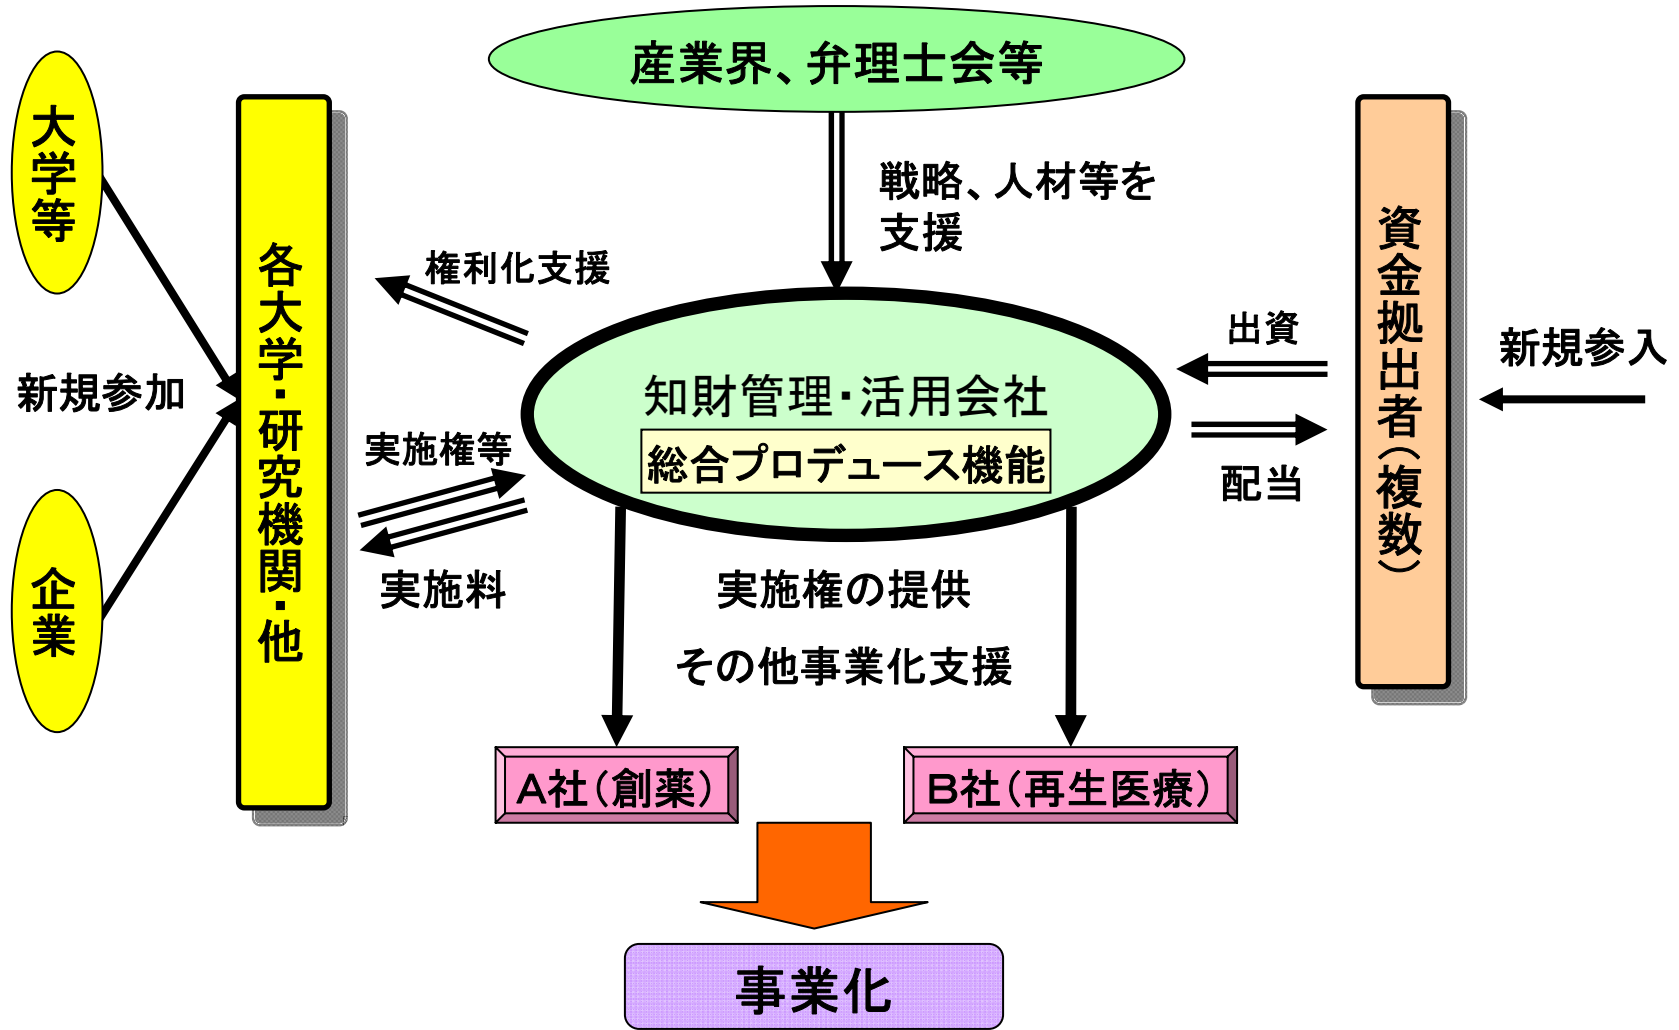 産業界、弁理士会等
大学等
各大学・研究機関・他
企業
新規参加
戦略、人材等を
支援
権利化支援
知財管理・活用会社
総合プロデュース機能
実施権等
実施料
出資
配当
資金拠出者(複数)
新規参入
実施権の提供
その他事業化支援
A社(創薬)
B社(再生医療)
事業化